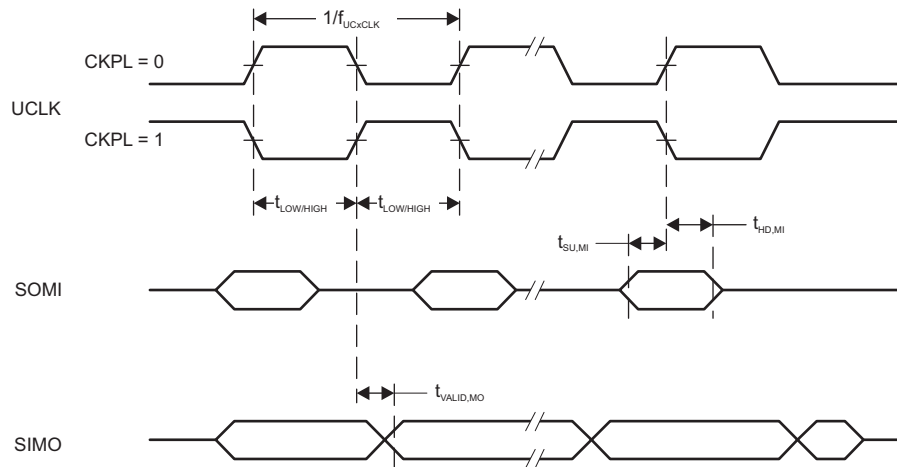 1/fUCxCLK
CKPL = 0
UCLK
CKPL = 1
tLOW/HIGH tLOW/HIGH
tHD,MI
tSU,MI
SOMI
tVALID,MO
SIMO